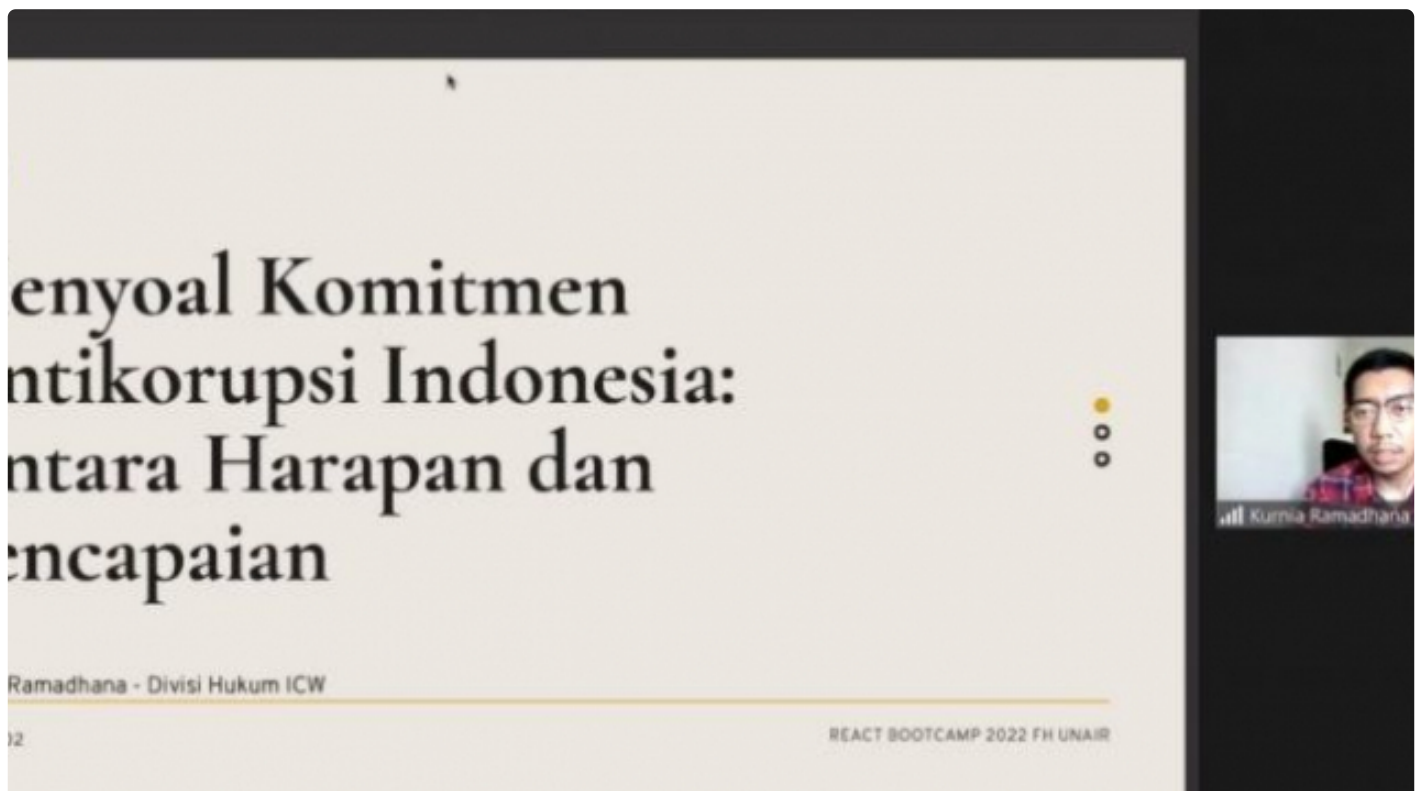 enyoal Komitmen
ntikorupsi Indonesia:
ntara Harapan dan
encapaian
Ramadhana - Divisi Hukum ICW
02
REACT BOOTCAMP 2022 FH UNAIR
Kurnia Ramadhana